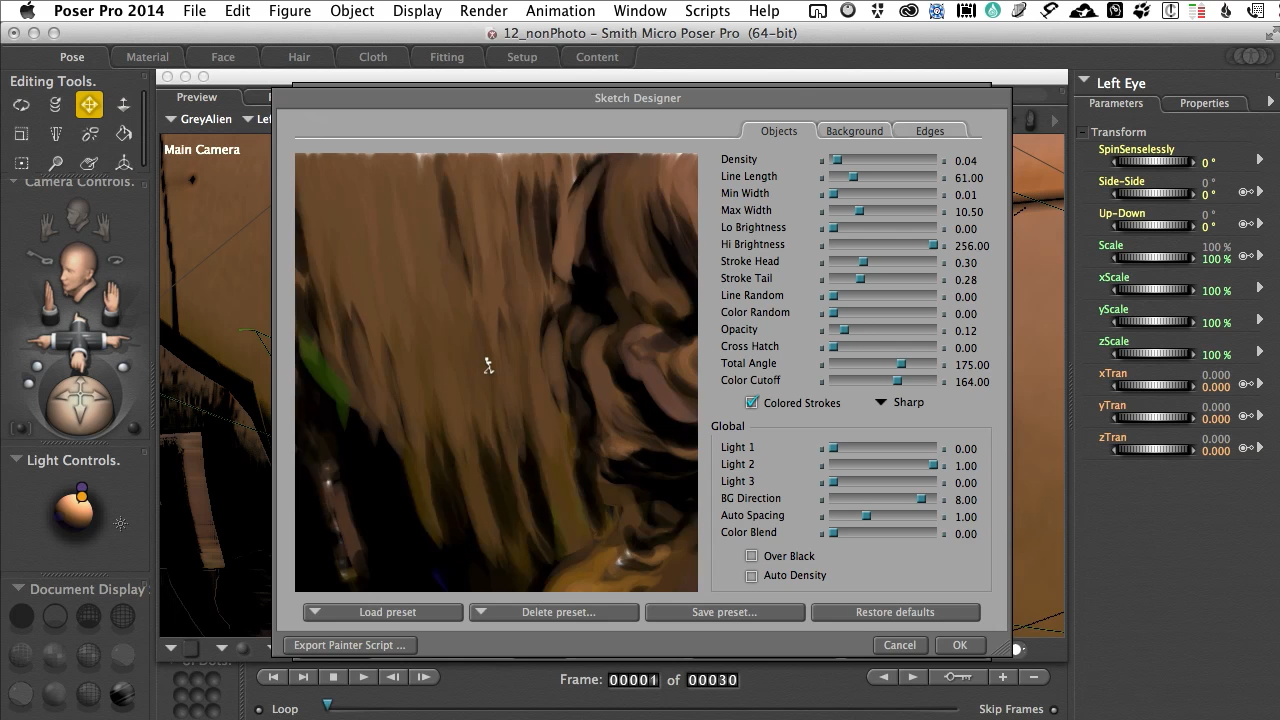 Poser Pro 2014 File Edit Figure Object Display Render Animation Window Scripts Help
12_nonPhoto - Smith Micro Poser Pro (64-bit)
Pose Material Face Hair Cloth Fitting Setup Content
Editing Tools.
Camera Controls.
Light Controls.
Document Display
Preview
GreyAlien
Main Camera
Sketch Designer
Objects Background Edges
Density 0.04
Line Length 61.00
Min Width 0.01
Max Width 10.50
Lo Brightness 0.00
Hi Brightness 256.00
Stroke Head 0.30
Stroke Tail 0.28
Line Random 0.00
Color Random 0.00
Opacity 0.12
Cross Hatch 0.00
Total Angle 175.00
Color Cutoff 164.00
Colored Strokes Sharp
Global
Light 1 0.00
Light 2 1.00
Light 3 0.00
BG Direction 8.00
Auto Spacing 1.00
Color Blend 0.00
Over Black
Auto Density
Load preset Delete preset... Save preset... Restore defaults
Export Painter Script ... Cancel OK
Left Eye
Parameters Properties
Transform
SpinSenselessly
0 °
Side-Side 0 °
0 °
Up-Down 0 °
0 °
Scale 100 %
100 %
xScale
100 %
yScale
100 %
zScale
100 %
xTran 0.000
0.000
yTran 0.000
0.000
zTran 0.000
0.000
Frame: 00001 of 00030
Loop Skip Frames